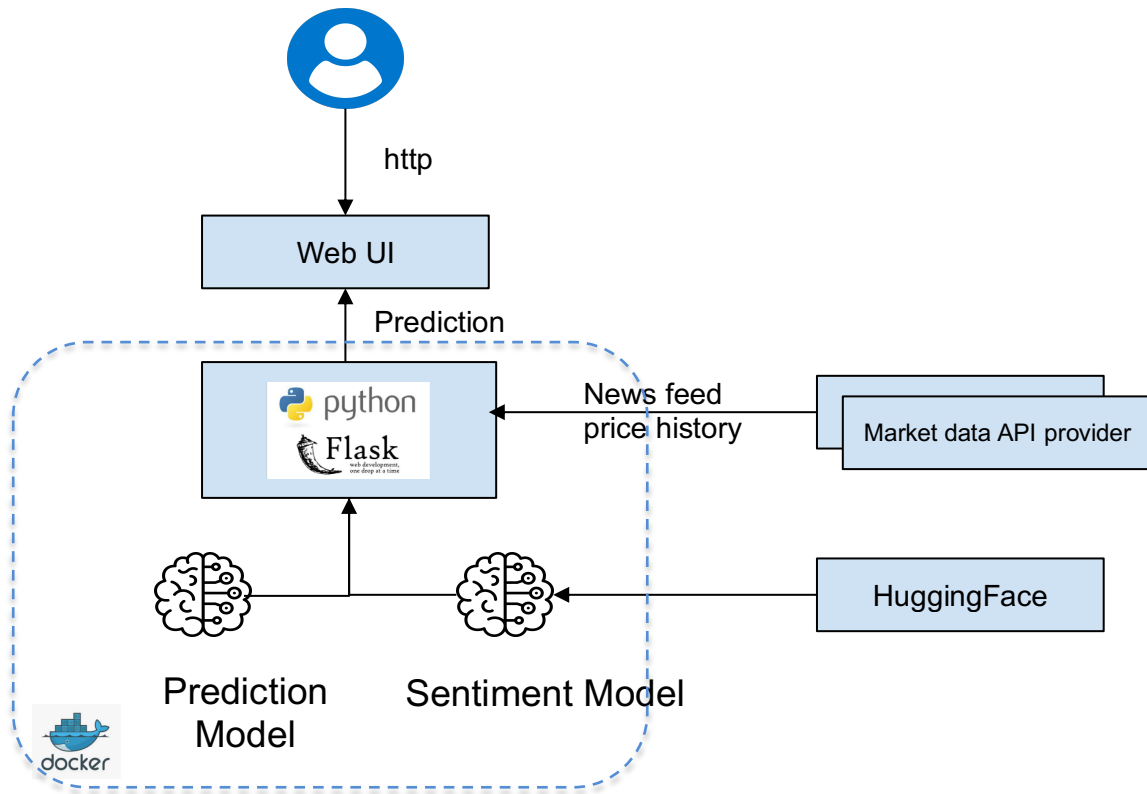 http
Web UI
Prediction
python
Flask
web development,
one drop at a time
News feed
price history
Market data API provider
HuggingFace
Prediction
Model
Sentiment Model
docker